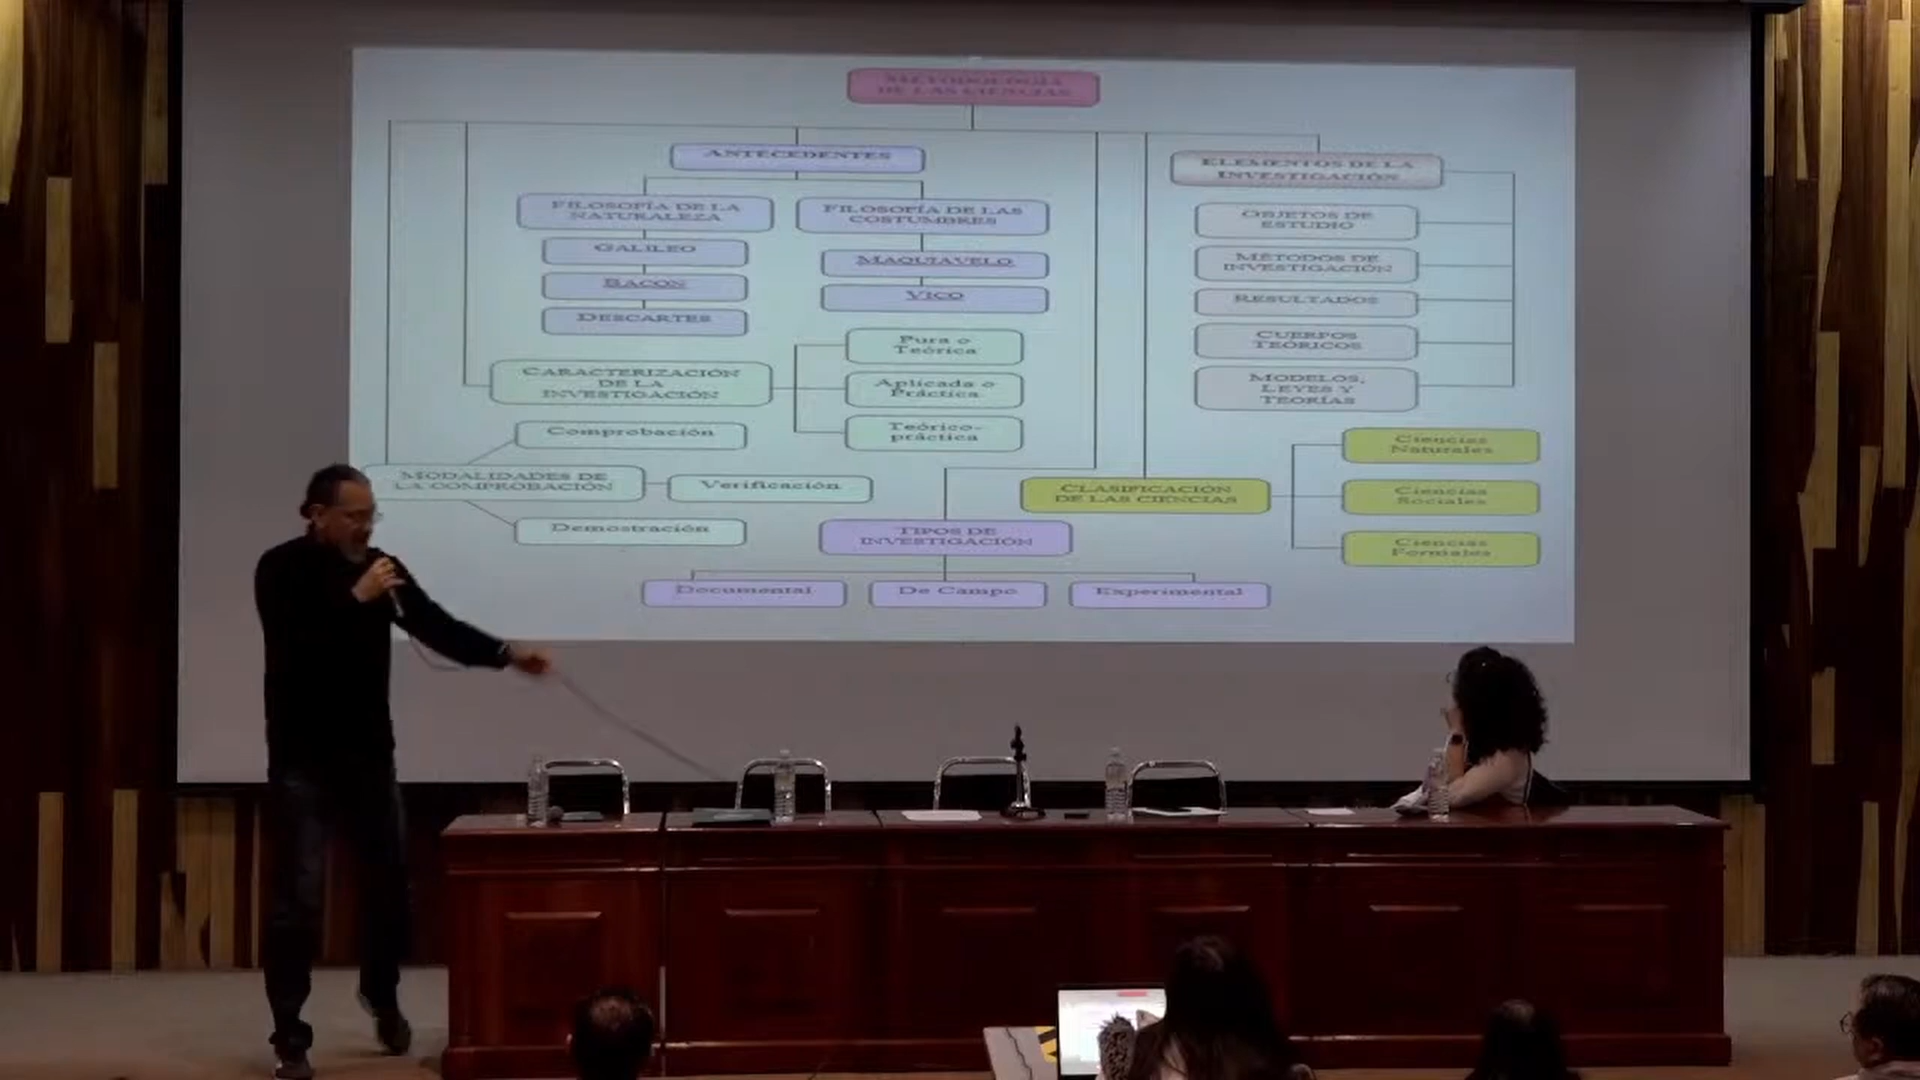 METODOLOGÍA
DE LAS CIENCIAS
ANTECEDENTES
FILOSOFÍA DE LA
NATURALEZA
GALILEO
BACON
DESCARTES
FILOSOFÍA DE LAS
COSTUMBRES
MAQUIAVELO
VICO
ELEMENTOS DE LA
INVESTIGACIÓN
OBJETOS DE
ESTUDIO
MÉTODOS DE
INVESTIGACIÓN
RESULTADOS
CUERPOS
TEÓRICOS
MODELOS,
LEYES Y
TEORÍAS
CARACTERIZACIÓN
DE LA
INVESTIGACIÓN
Pura o
Teórica
Aplicada o
Práctica
Teórico-
práctica
MODALIDADES DE
LA COMPROBACIÓN
Comprobación
Verificación
Demostración
CLASIFICACIÓN
DE LAS CIENCIAS
Ciencias
Naturales
Ciencias
Sociales
Ciencias
Formales
TIPOS DE
INVESTIGACIÓN
Documental
De Campo
Experimental